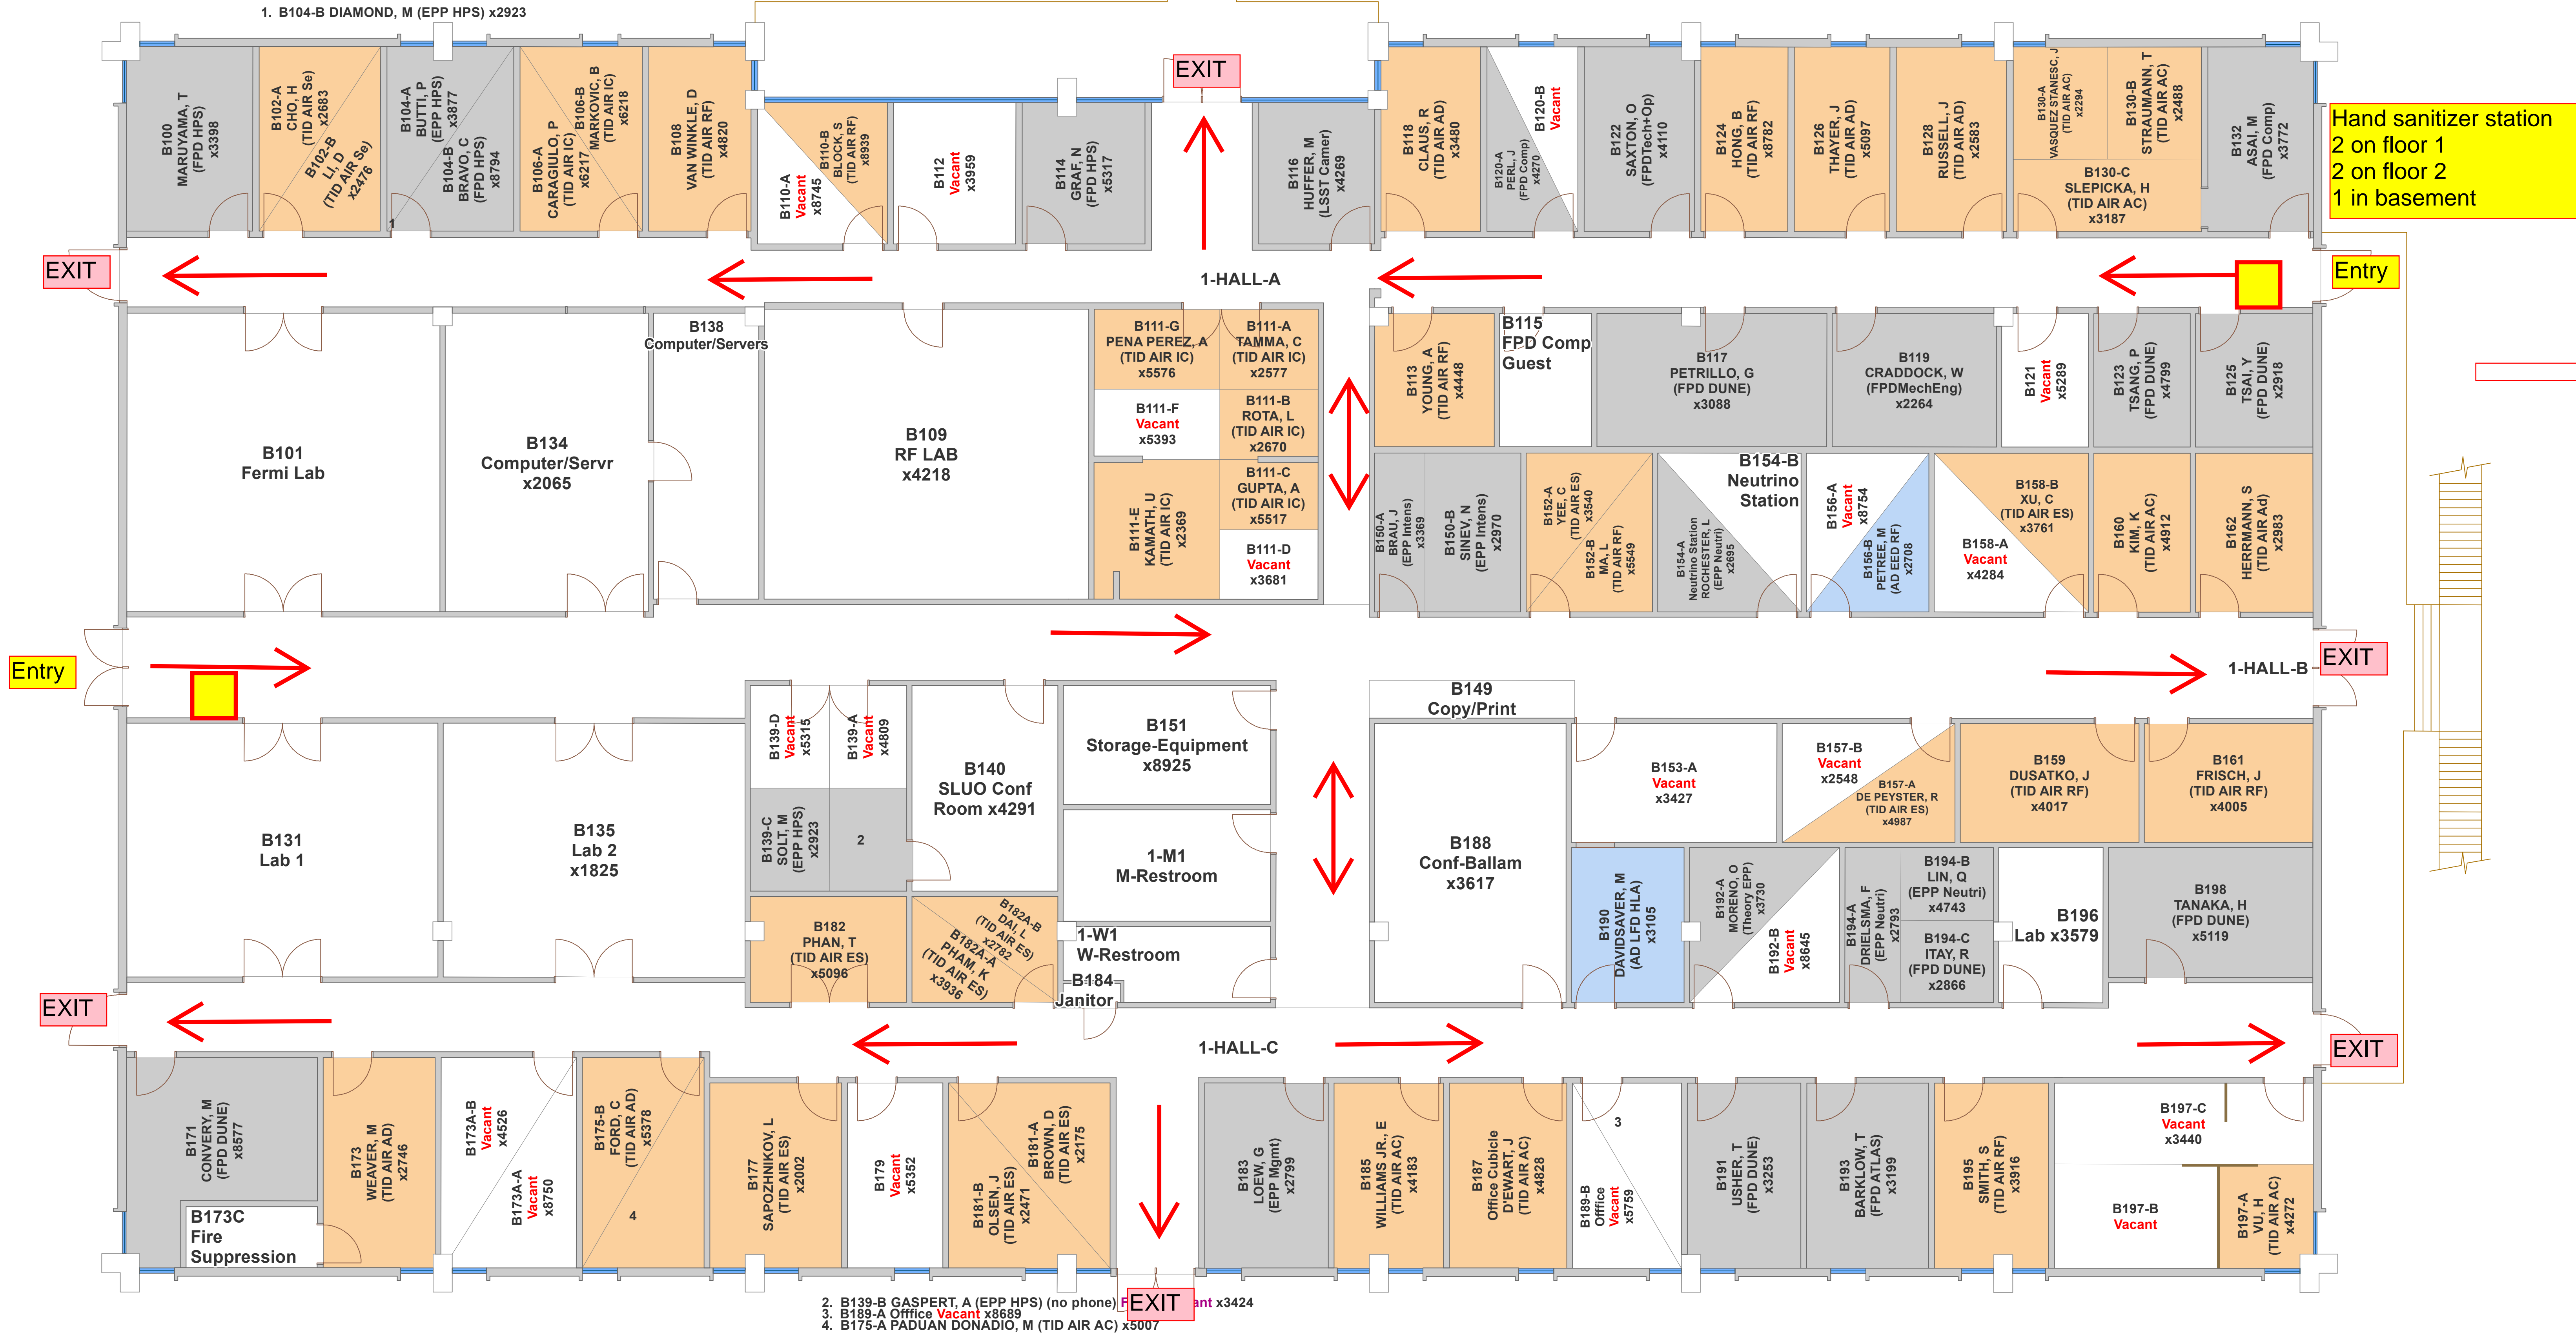 1. B104-B DIAMOND, M (EPP HPS) x2923
B100
MARUYAMA, T
(FPD HPS)
x3398
B102-A
CHO, H
(TID AIR Se)
x2683
B102-B
LI, D
(TID AIR Se)
x2476
B104-A
BUTTI, P
(EPP HPS)
x3877
B104-B
BRAVO, C
(FPD HPS)
x8794
1
B106-A
CARAGIULO, P
(TID AIR IC)
x6217
B106-B
MARKOVIC, B
(TID AIR IC)
x6218
B108
VAN WINKLE, D
(TID AIR RF)
x4820
B110-A
Vacant
x8745
B110-B
BLOCK, S
(TID AIR RF)
x8939
B112
Vacant
x3959
B114
GRAF, N
(FPD HPS)
x5317
EXIT
B116
HUFFER, M
(LSST Camer)
x4269
B118
CLAUS, R
(TID AIR AD)
x3480
B120-A
PERL, J
(FPD Comp)
x4270
B120-B
Vacant
B122
SAXTON, O
(FPDTech+Op)
x4110
B124
HONG, B
(TID AIR RF)
x8782
B126
THAYER, J
(TID AIR AD)
x5097
B128
RUSSELL, J
(TID AIR AD)
x2583
B130-A
VASQUEZ STANESC, J
(TID AIR AC)
x2294
B130-B
STRAUMANN, T
(TID AIR AC)
x2488
B130-C
SLEPICKA, H
(TID AIR AC)
x3187
B132
ASAI, M
(FPD Comp)
x3772
Hand sanitizer station
2 on floor 1
2 on floor 2
1 in basement
EXIT
1-HALL-A
Entry
B101
Fermi Lab
B134
Computer/Servr
x2065
B138
Computer/Servers
B109
RF LAB
x4218
B111-G
PENA PEREZ, A
(TID AIR IC)
x5576
B111-A
TAMMA, C
(TID AIR IC)
x2577
B111-F
Vacant
x5393
B111-B
ROTA, L
(TID AIR IC)
x2670
B111-E
KAMATH, U
(TID AIR IC)
x2369
B111-C
GUPTA, A
(TID AIR IC)
x5517
B111-D
Vacant
x3681
B113
YOUNG, A
(TID AIR RF)
x4448
B115
FPD Comp
Guest
B117
PETRILLO, G
(FPD DUNE)
x3088
B119
CRADDOCK, W
(FPDMechEng)
x2264
B121
Vacant
x5289
B123
TSANG, P
(FPD DUNE)
x4799
B125
TSAI, Y
(FPD DUNE)
x2918
B150-A
BRAU, J
(EPP Intens)
x3369
B150-B
SINEV, N
(EPP Intens)
x2970
B152-A
YEE, C
(TID AIR ES)
x3540
B152-B
MA, L
(TID AIR RF)
x5549
B154-A
Neutrino Station
ROCHESTER, L
(EPP Neutri)
x2695
B154-B
Neutrino
Station
B156-A
Vacant
x8754
B156-B
PETREE, M
(AD EED RF)
x2708
B158-A
Vacant
x4284
B158-B
XU, C
(TID AIR ES)
x3761
B160
KIM, K
(TID AIR AC)
x4912
B162
HERRMANN, S
(TID AIR Ad)
x2983
Entry
1-HALL-B
EXIT
B131
Lab 1
B135
Lab 2
x1825
B139-D
Vacant
x5315
B139-A
Vacant
x4809
B139-C
SOLT, M
(EPP HPS)
x2923
2
B140
SLUO Conf
Room x4291
B151
Storage-Equipment
x8925
1-M1
M-Restroom
1-W1
W-Restroom
B184
Janitor
B182
PHAN, T
(TID AIR ES)
x5096
B182A-B
DAI, L
(TID AIR ES)
x2782
B182A-A
PHAM, K
(TID AIR ES)
x3936
B149
Copy/Print
B188
Conf-Ballam
x3617
B153-A
Vacant
x3427
B157-B
Vacant
x2548
B157-A
DE PEYSTER, R
(TID AIR ES)
x4987
B159
DUSATKO, J
(TID AIR RF)
x4017
B161
FRISCH, J
(TID AIR RF)
x4005
B190
DAVIDSAVER, M
(AD LFD HLA)
x3105
B192-A
MORENO, O
(Theory EPP)
x3730
B192-B
Vacant
x8645
B194-A
DRIELSMA, F
(EPP Neutri)
x2793
B194-B
LIN, Q
(EPP Neutri)
x4743
B194-C
ITAY, R
(FPD DUNE)
x2866
B196
Lab x3579
B198
TANAKA, H
(FPD DUNE)
x5119
EXIT
1-HALL-C
EXIT
B171
CONVERY, M
(FPD DUNE)
x8577
B173C
Fire
Suppression
B173
WEAVER, M
(TID AIR AD)
x2746
B173A-B
Vacant
x4526
B173A-A
Vacant
x8750
B175-B
FORD, C
(TID AIR AD)
x5378
4
B177
SAPOZHNIKOV, L
(TID AIR ES)
x2002
B179
Vacant
x5352
B181-B
OLSEN, J
(TID AIR ES)
x2471
B181-A
BROWN, D
(TID AIR ES)
x2175
B183
LOEW, G
(EPP Mgmt)
x2799
B185
WILLIAMS JR., E
(TID AIR AC)
x4183
B187
Office Cubicle
D'EWART, J
(TID AIR AC)
x4828
3
B189-B
Offfice
Vacant
x5759
B191
USHER, T
(FPD DUNE)
x3253
B193
BARKLOW, T
(FPD ATLAS)
x3199
B195
SMITH, S
(TID AIR RF)
x3916
B197-C
Vacant
x3440
B197-B
Vacant
B197-A
VU, H
(TID AIR AC)
x4272
EXIT
2. B139-B GASPERT, A (EPP HPS) (no phone) x3424
3. B189-A Offfice Vacant x8689
4. B175-A PADUAN DONADIO, M (TID AIR AC) x5007